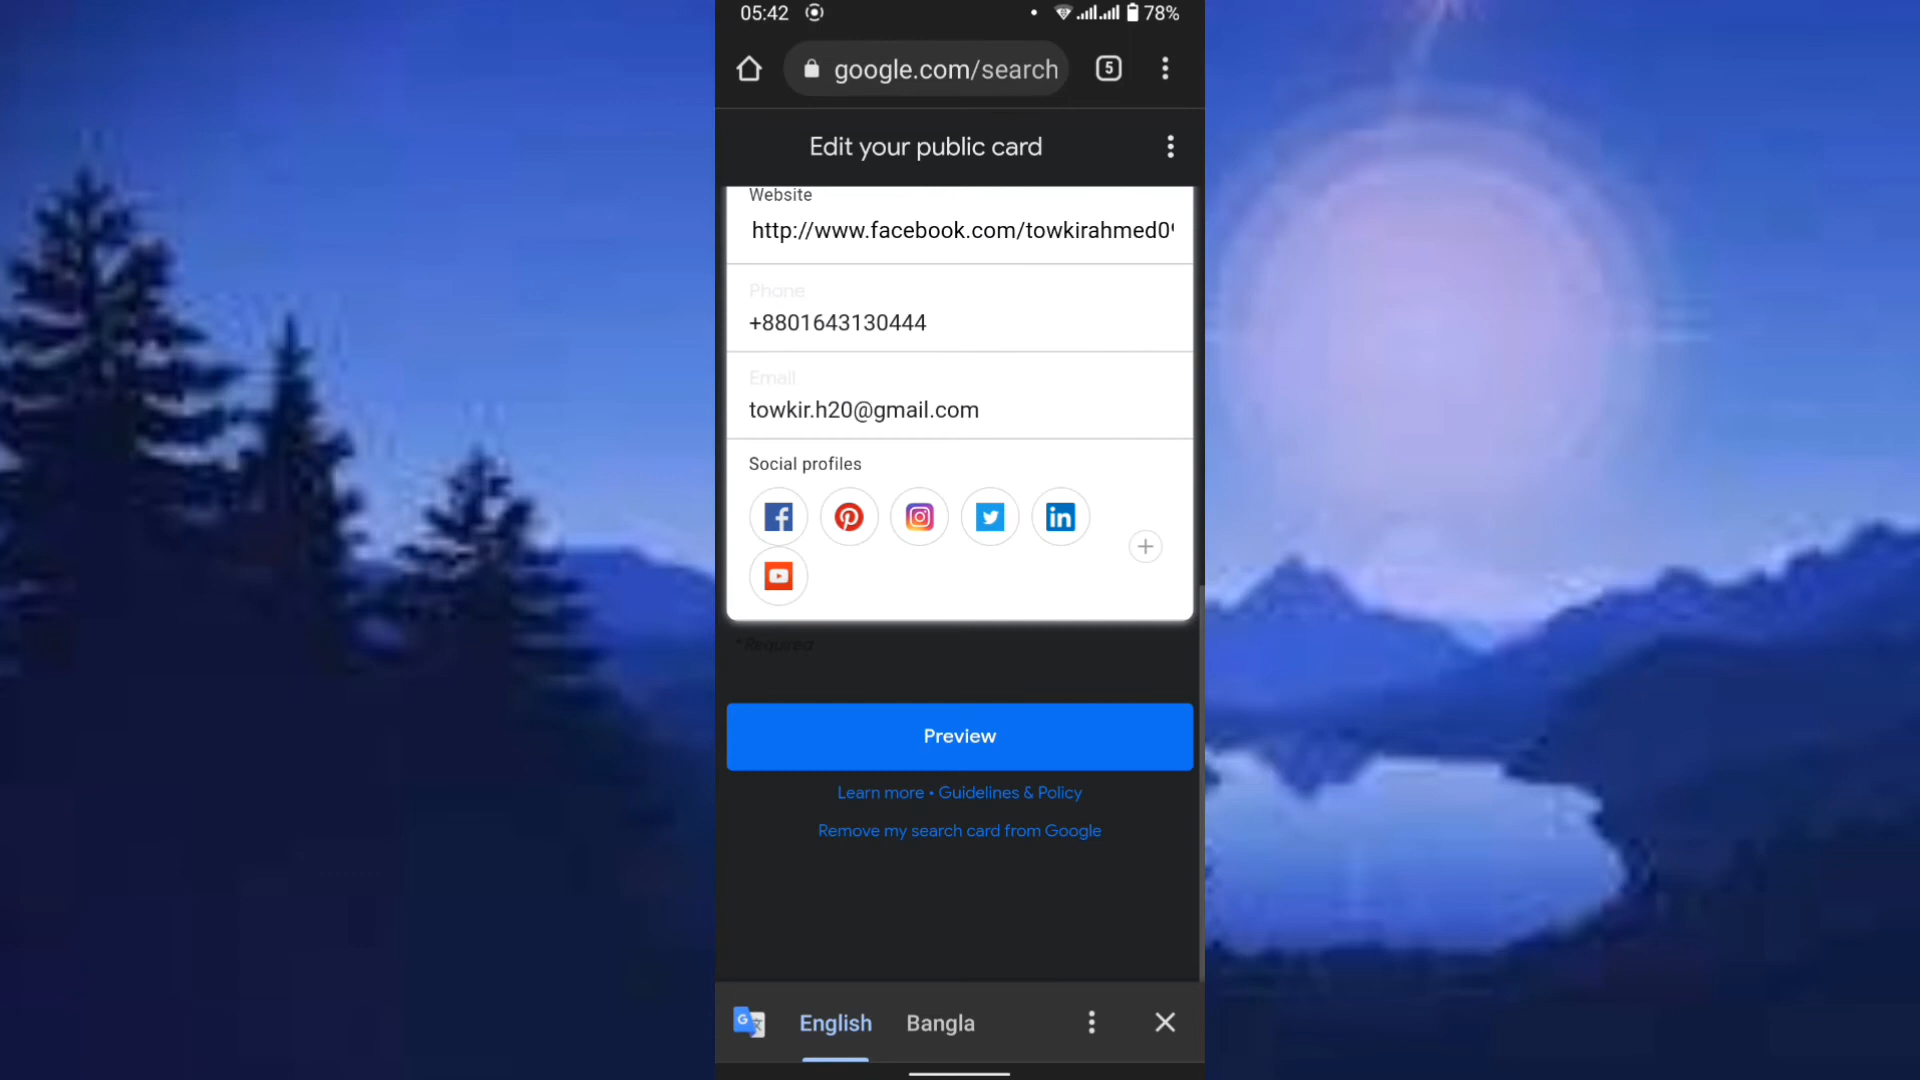 05:42 78%
google.com/search 5
Edit your public card
Website
http://www.facebook.com/towkirahmed0
Phone
+8801643130444
Email
towkir.h20@gmail.com
Social profiles
*Required
Preview
Learn more • Guidelines & Policy
Remove my search card from Google
English Bangla